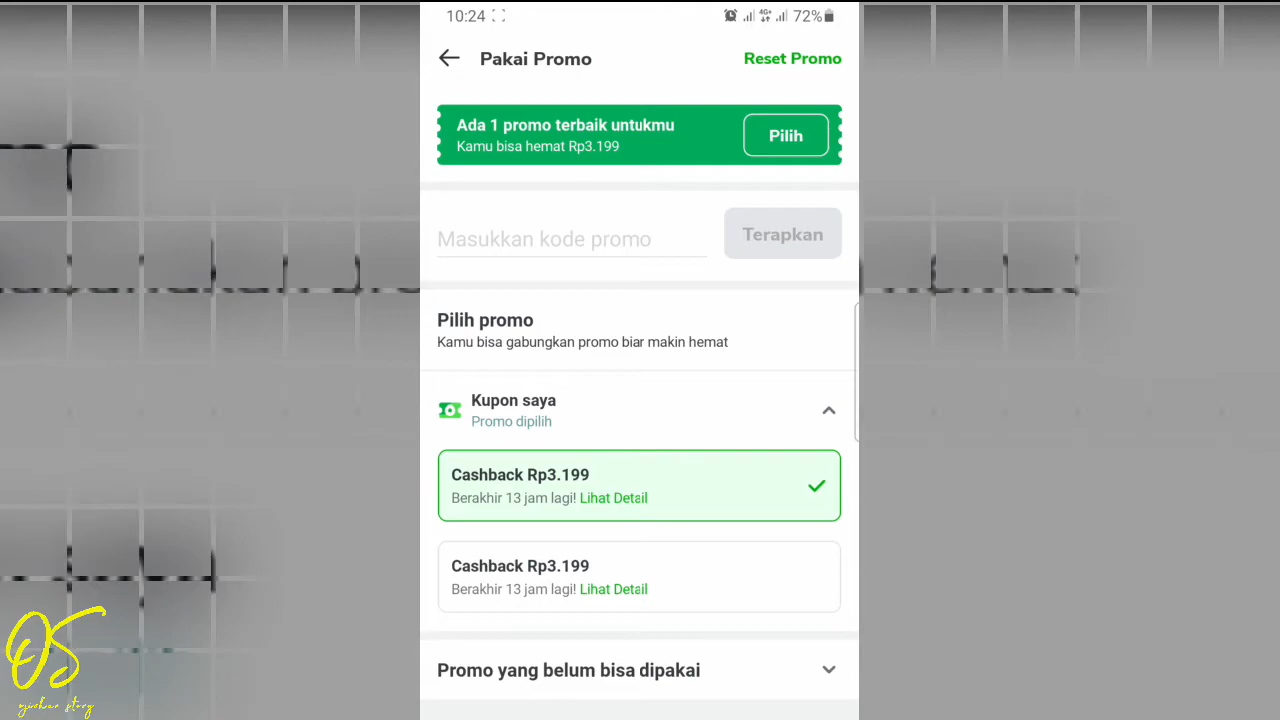 10:24
4G+ 72%
Pakai Promo
Reset Promo
Ada 1 promo terbaik untukmu
Kamu bisa hemat Rp3.199
Pilih
Masukkan kode promo
Terapkan
Pilih promo
Kamu bisa gabungkan promo biar makin hemat
Kupon saya
Promo dipilih
Cashback Rp3.199
Berakhir 13 jam lagi! Lihat Detail
Cashback Rp3.199
Berakhir 13 jam lagi! Lihat Detail
Promo yang belum bisa dipakai
OS